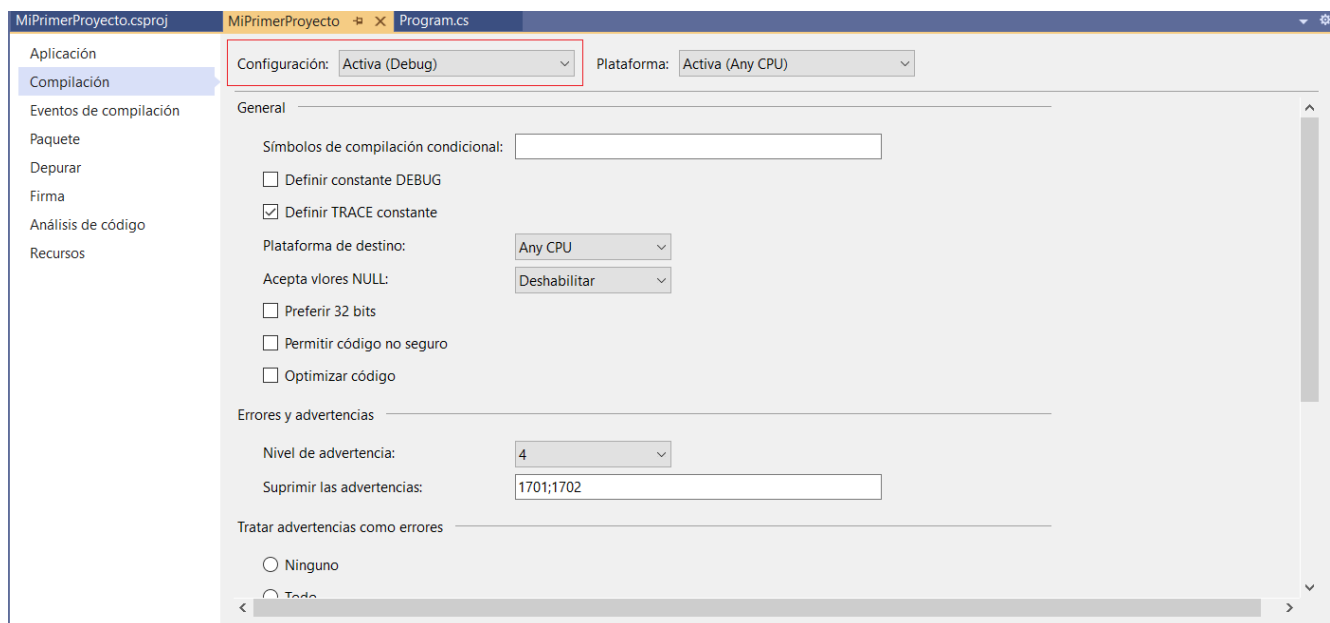 MiPrimerProyecto.csproj MiPrimerProyecto Program.cs
Aplicación
Compilación
Eventos de compilación
Paquete
Depurar
Firma
Análisis de código
Recursos
Configuración: Activa (Debug) Plataforma: Activa (Any CPU)
General
Símbolos de compilación condicional:
Definir constante DEBUG
Definir TRACE constante
Plataforma de destino: Any CPU
Acepta vlores NULL: Deshabilitar
Preferir 32 bits
Permitir código no seguro
Optimizar código
Errores y advertencias
Nivel de advertencia: 4
Suprimir las advertencias: 1701;1702
Tratar advertencias como errores
Ninguno
Todo